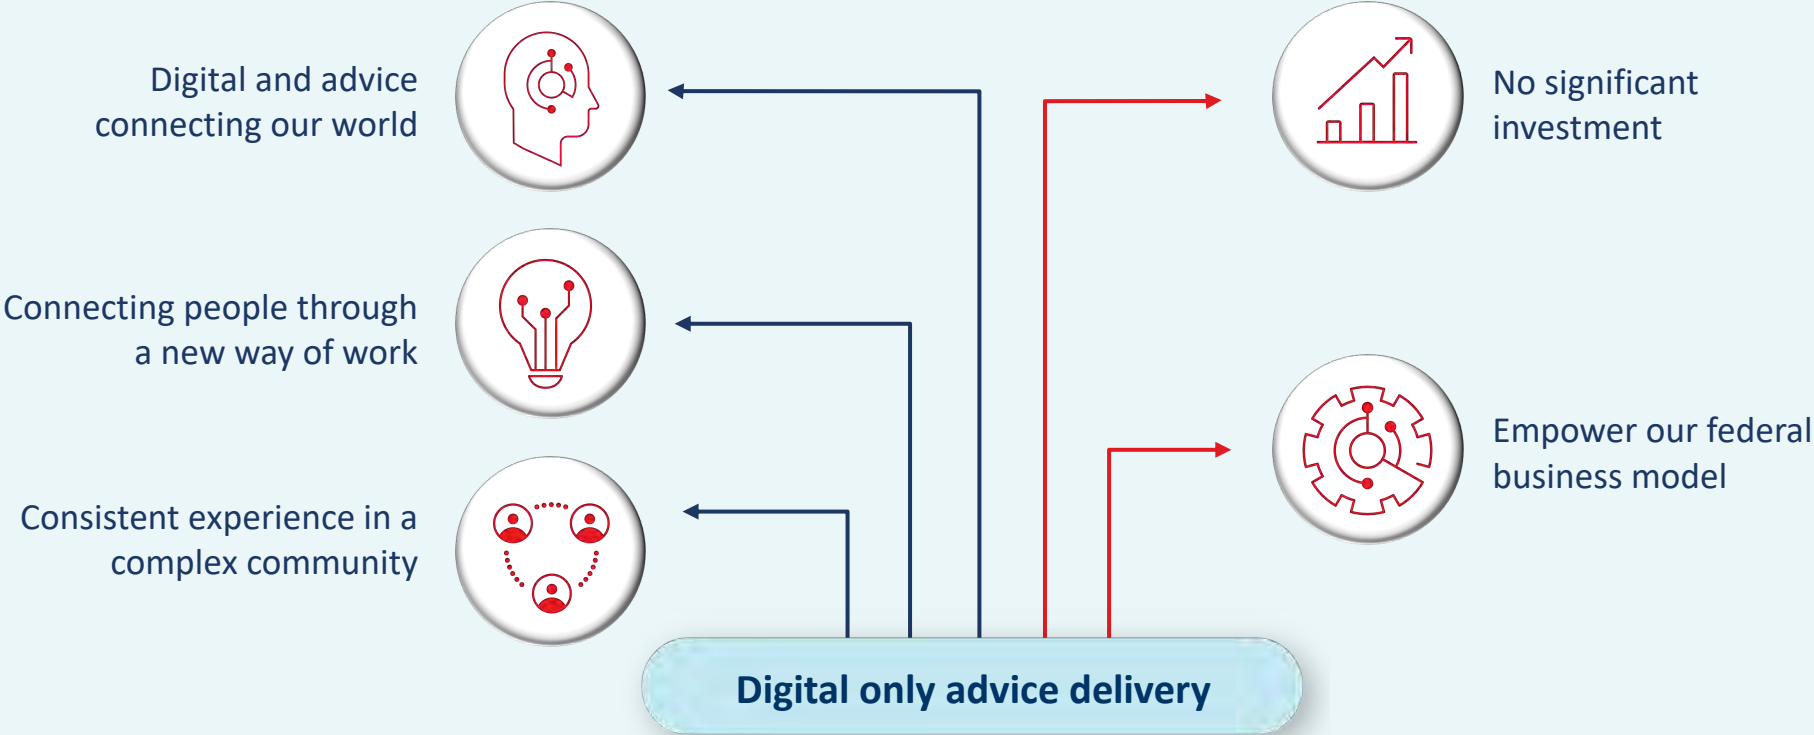 Digital and advice
connecting our world
Connecting people through
a new way of work
Consistent experience in a
complex community
No significant
investment
Empower our federal
business model
Digital only advice delivery